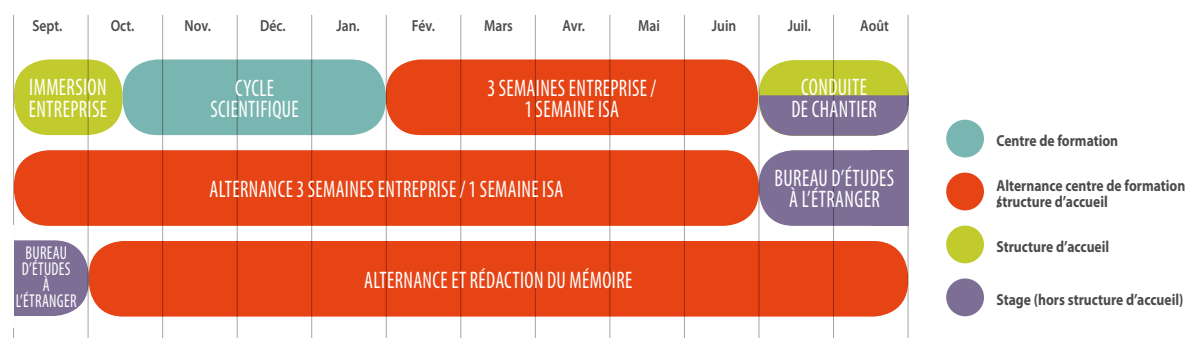 Sept. Oct. Nov. Déc. Jan. Fév. Mars Avr. Mai Juin Juil. Août
IMMERSION
ENTREPRISE
CYCLE
SCIENTIFIQUE
3 SEMAINES ENTREPRISE /
1 SEMAINE ISA
CONDUITE
DE CHANTIER
ALTERNANCE 3 SEMAINES ENTREPRISE / 1 SEMAINE ISA
BUREAU D'ÉTUDES
À L'ÉTRANGER
BUREAU
D'ÉTUDES
À
L'ÉTRANGER
ALTERNANCE ET RÉDACTION DU MÉMOIRE
Centre de formation
Alternance centre de formation
structure d'accueil
Structure d'accueil
Stage (hors structure d'accueil)